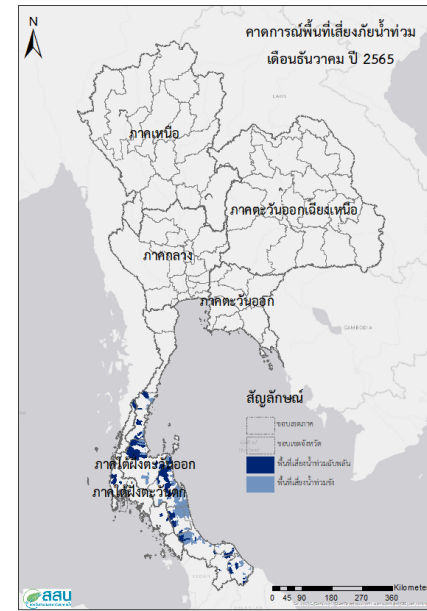 คาดการณ์พื้นที่เสี่ยงภัยน้ำท่วม
เดือนธันวาคม ปี 2565
N
LAOS
ภาคเหนือ
ภาคตะวันออกเฉียงเหนือ
ภาคกลาง
ภาคตะวันออก
CAMBODIA
สัญลักษณ์
ขอบเขตภาค
ขอบเขตจังหวัด
พื้นที่เสี่ยงน้ำท่วมฉับพลัน
พื้นที่เสี่ยงน้ำท่วมขัง
ภาคใต้ฝั่งตะวันออก
ภาคใต้ฝั่งตะวันตก
สสน
Kilometers
0 45 90 180 270 360